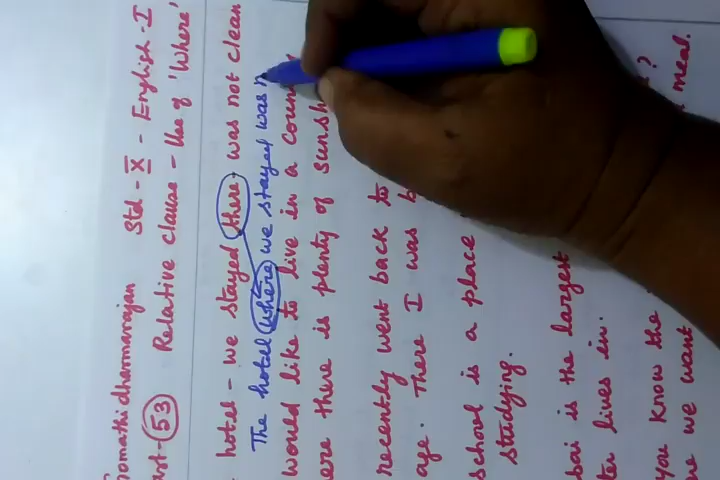 Gomathi dharmarajan Std - X - English - I
53 Relative clause - Use of 'Where'
hotel - we stayed there. was not clean
The hotel where we stayed was n
would like to live in a coun
ere there is plenty of sunsh
recently went back to
age. There I was b
school is a place
studying.
bai is the largest
ter lives in.
you know the ?
re we want meal.